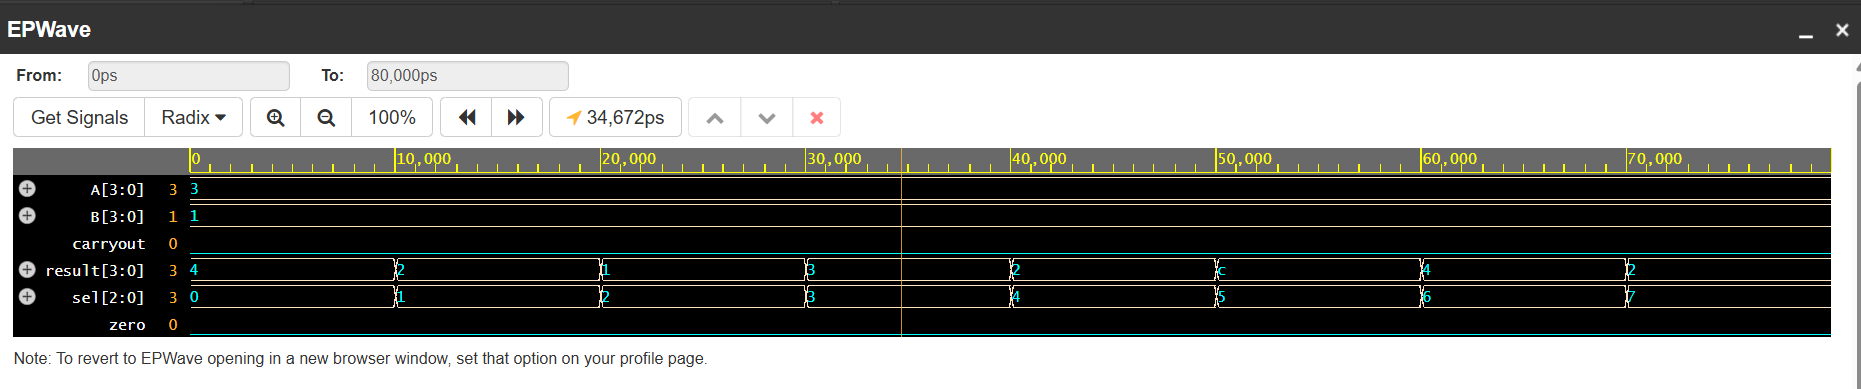 EPWave
From: 0ps To: 80,000ps
Get Signals Radix 100% 34,672ps
0 10,000 20,000 30,000 40,000 50,000 60,000 70,000
A[3:0] 3 3
B[3:0] 1 1
carryout 0
result[3:0] 3 4 2 1 3 2 c 4 2
sel[2:0] 3 0 1 2 3 4 5 6 7
zero 0
Note: To revert to EPWave opening in a new browser window, set that option on your profile page.